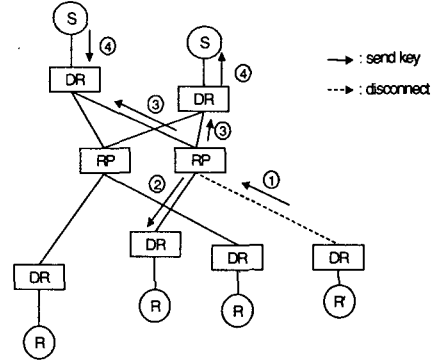 S
④
S
④
→ : send key
DR
DR
---→ : disconnect
③
③
RP
RP
①
②
DR
DR
DR
DR
R
R
R'
R